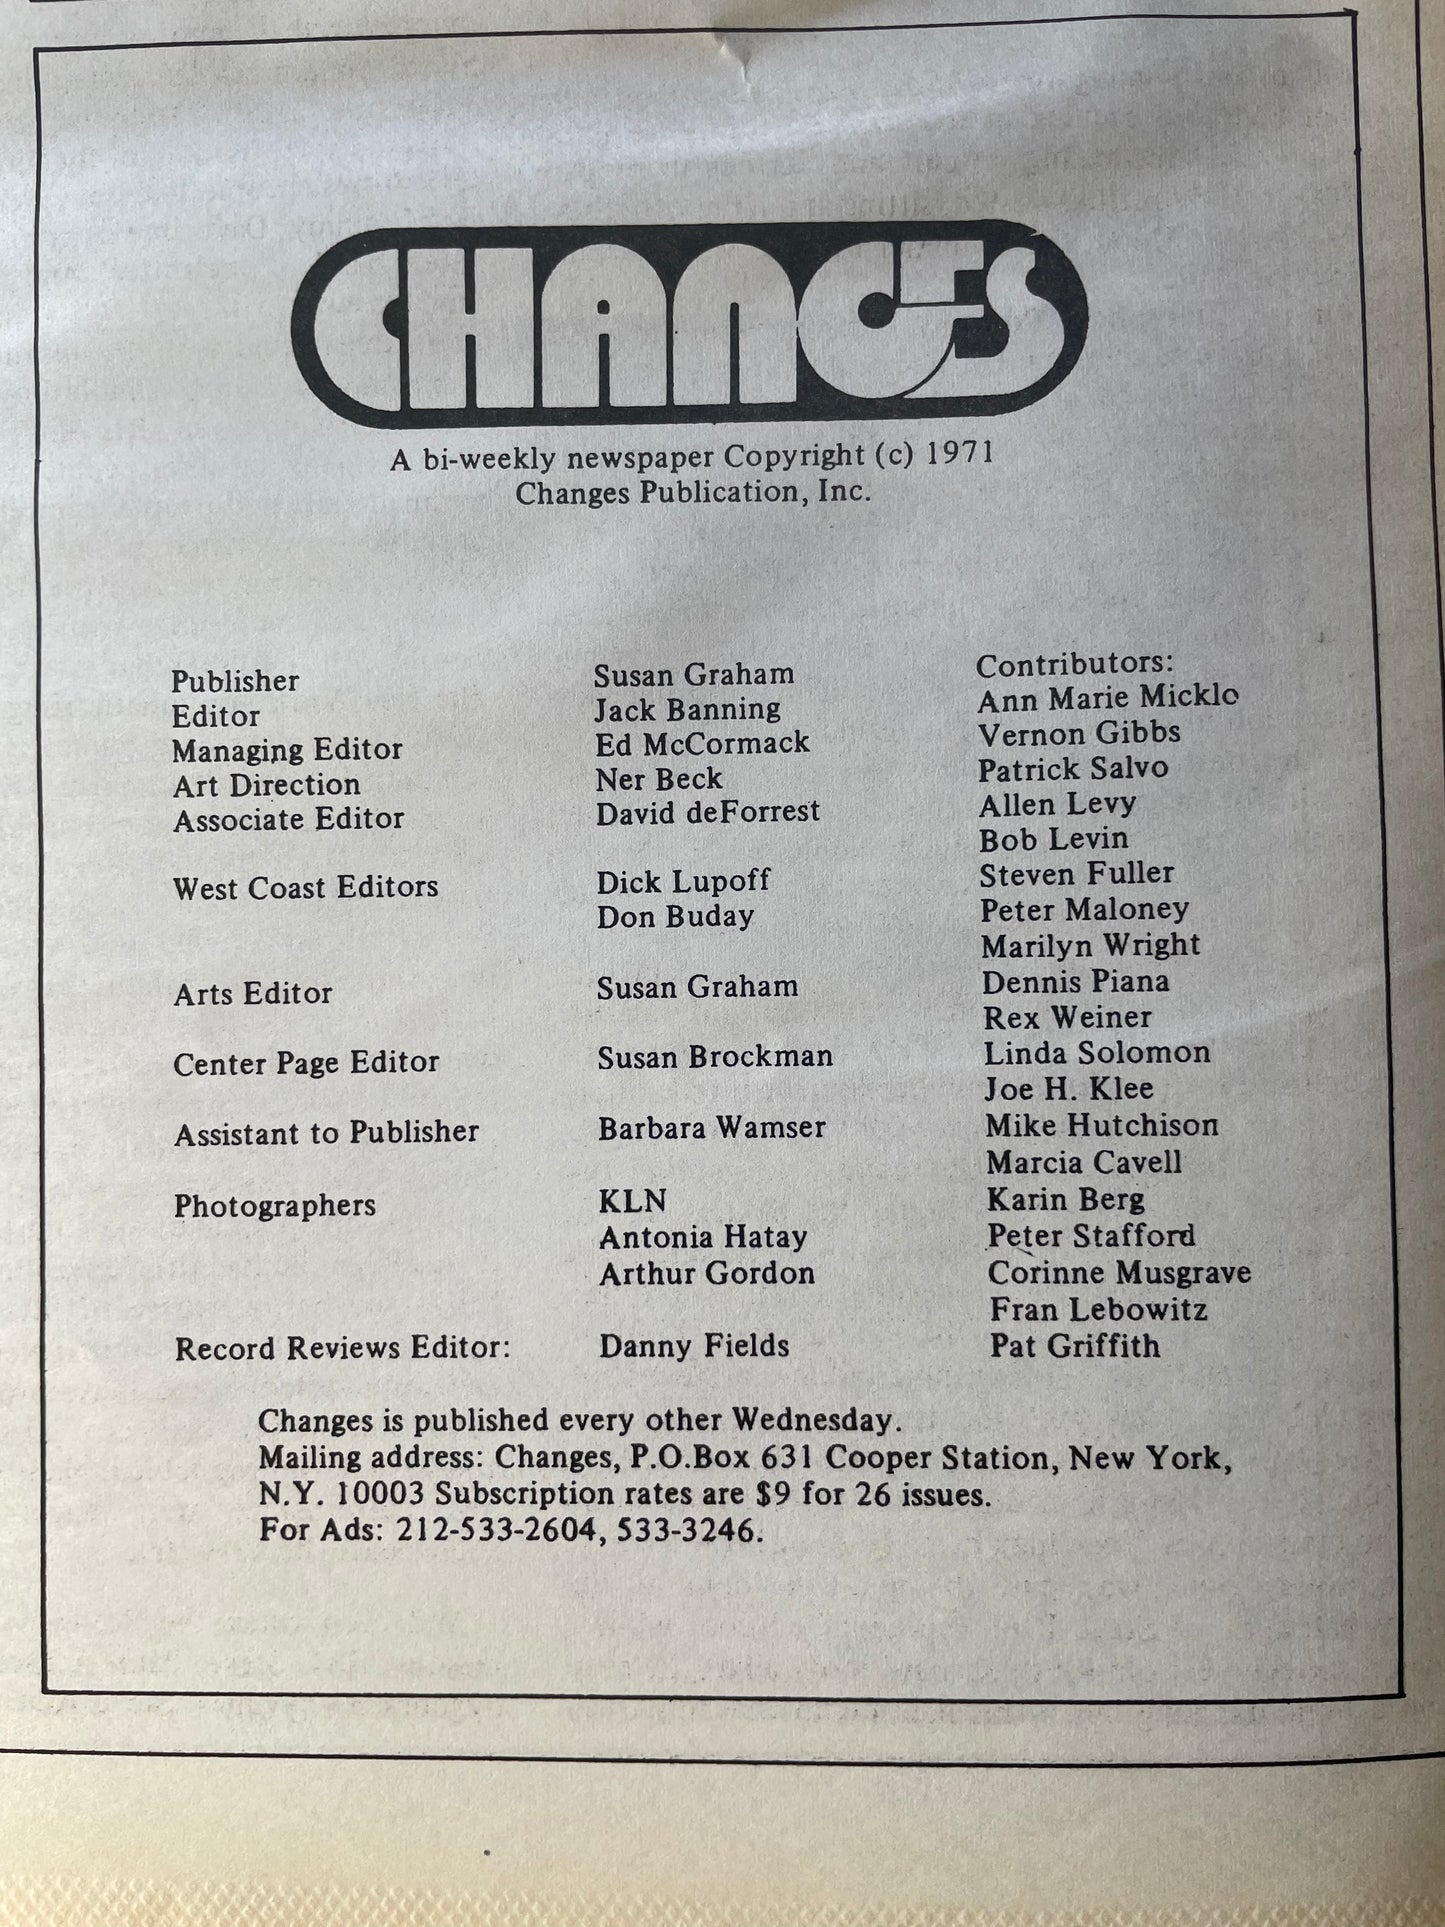 CHANGES
A bi-weekly newspaper Copyright (c) 1971
Changes Publication, Inc.
Publisher Susan Graham
Editor Jack Banning
Managing Editor Ed McCormack
Art Direction Ner Beck
Associate Editor David deForrest
West Coast Editors Dick Lupoff
Don Buday
Arts Editor Susan Graham
Center Page Editor Susan Brockman
Assistant to Publisher Barbara Wamser
Photographers KLN
Antonia Hatay
Arthur Gordon
Record Reviews Editor: Danny Fields
Contributors:
Ann Marie Micklo
Vernon Gibbs
Patrick Salvo
Allen Levy
Bob Levin
Steven Fuller
Peter Maloney
Marilyn Wright
Dennis Piana
Rex Weiner
Linda Solomon
Joe H. Klee
Mike Hutchison
Marcia Cavell
Karin Berg
Peter Stafford
Corinne Musgrave
Fran Lebowitz
Pat Griffith
Changes is published every other Wednesday.
Mailing address: Changes, P.O.Box 631 Cooper Station, New York,
N.Y. 10003 Subscription rates are $9 for 26 issues.
For Ads: 212-533-2604, 533-3246.